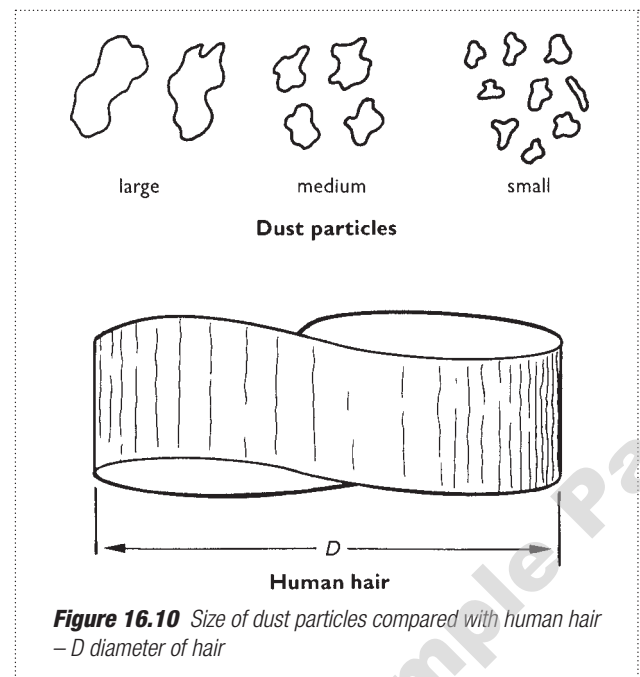 large medium small
Dust particles
D
Human hair
Figure 16.10 Size of dust particles compared with human hair
– D diameter of hair